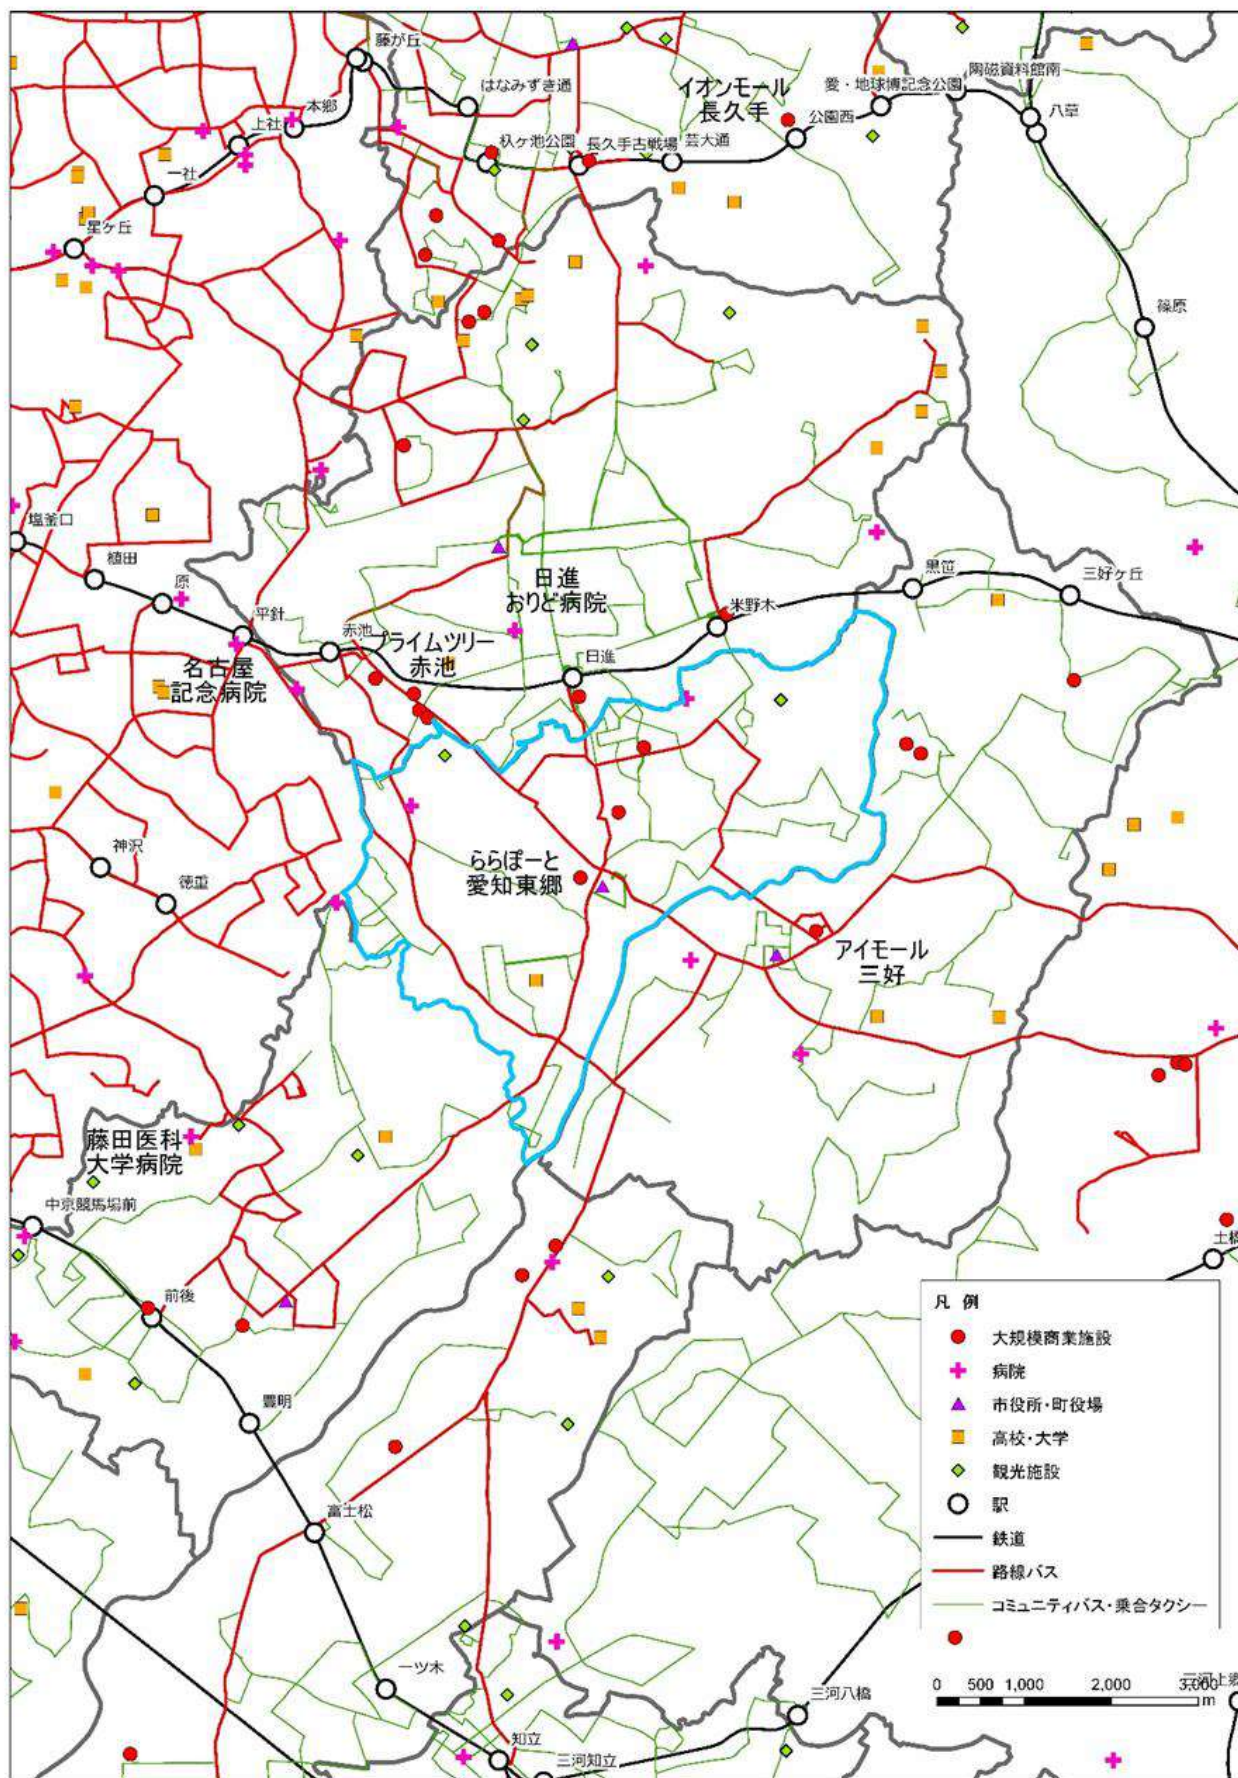 藤が丘
はなみずき通
イオンモール
長久手
愛・地球博記念公園
陶磁資料館南
本郷
上社
杁ヶ池公園
長久手古戦場
芸大通
公園西
八草
一社
星ヶ丘
篠原
塩釜口
植田
原
平針
赤池
プライムツリー
赤池
日進
おりど病院
米野木
黒笹
三好ヶ丘
名古屋
記念病院
日進
神沢
徳重
ららぽーと
愛知東郷
アイモール
三好
藤田医科
大学病院
中京競馬場前
前後
豊明
富士松
一ツ木
知立
三河知立
三河八橋
三河上郷
土橋
凡 例
大規模商業施設
病院
市役所・町役場
高校・大学
観光施設
駅
鉄道
路線バス
コミュニティバス・乗合タクシー
0 500 1,000 2,000 3,000
m